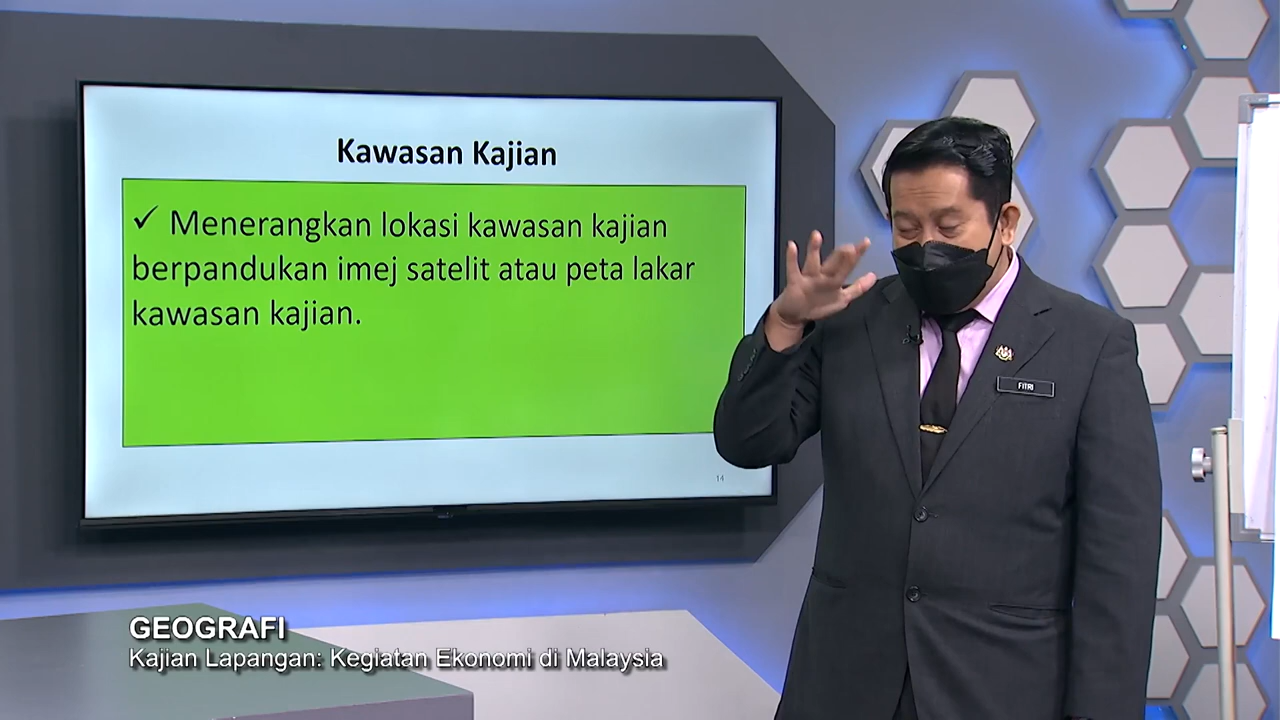 Kawasan Kajian
✓ Menerangkan lokasi kawasan kajian
berpandukan imej satelit atau peta lakar
kawasan kajian.
14
FITRI
GEOGRAFI
Kajian Lapangan: Kegiatan Ekonomi di Malaysia